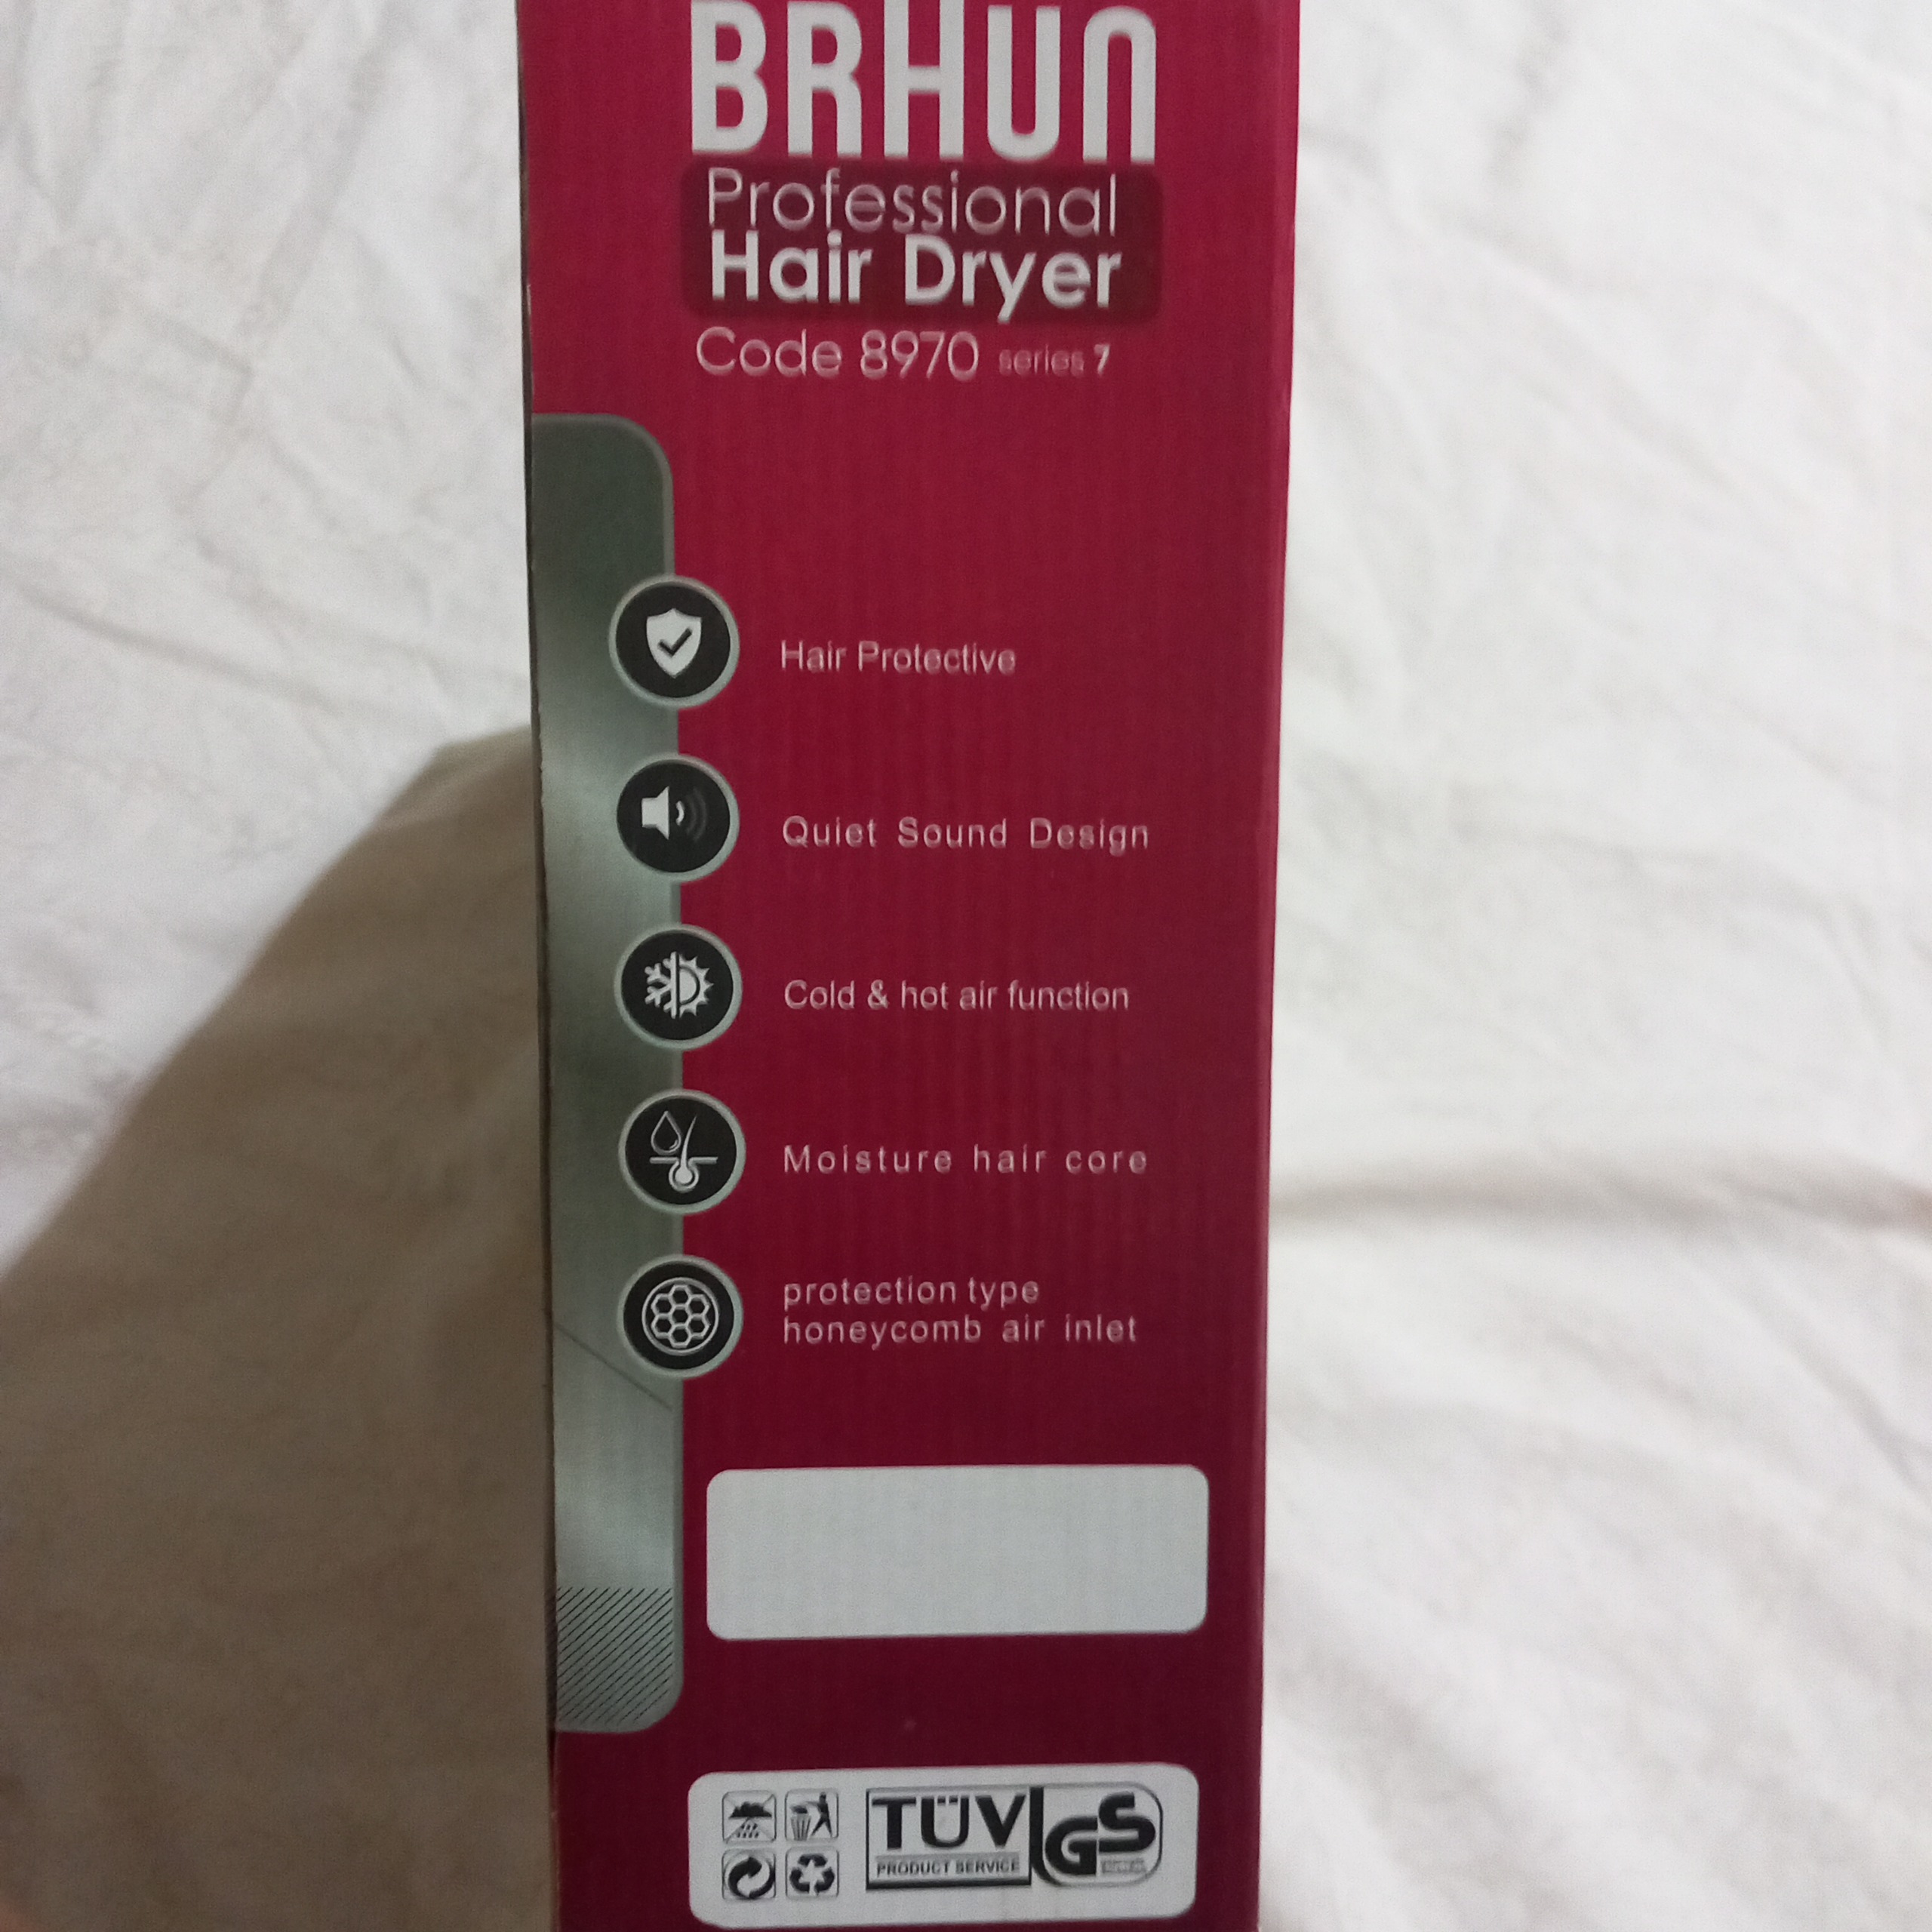 BRHUN
Professional
Hair Dryer
Code 8970 series 7
Hair Protective
Quiet Sound Design
Cold & hot air function
Moisture hair core
protection type
honeycomb air inlet
TÜV
PRODUCT SERVICE
GS